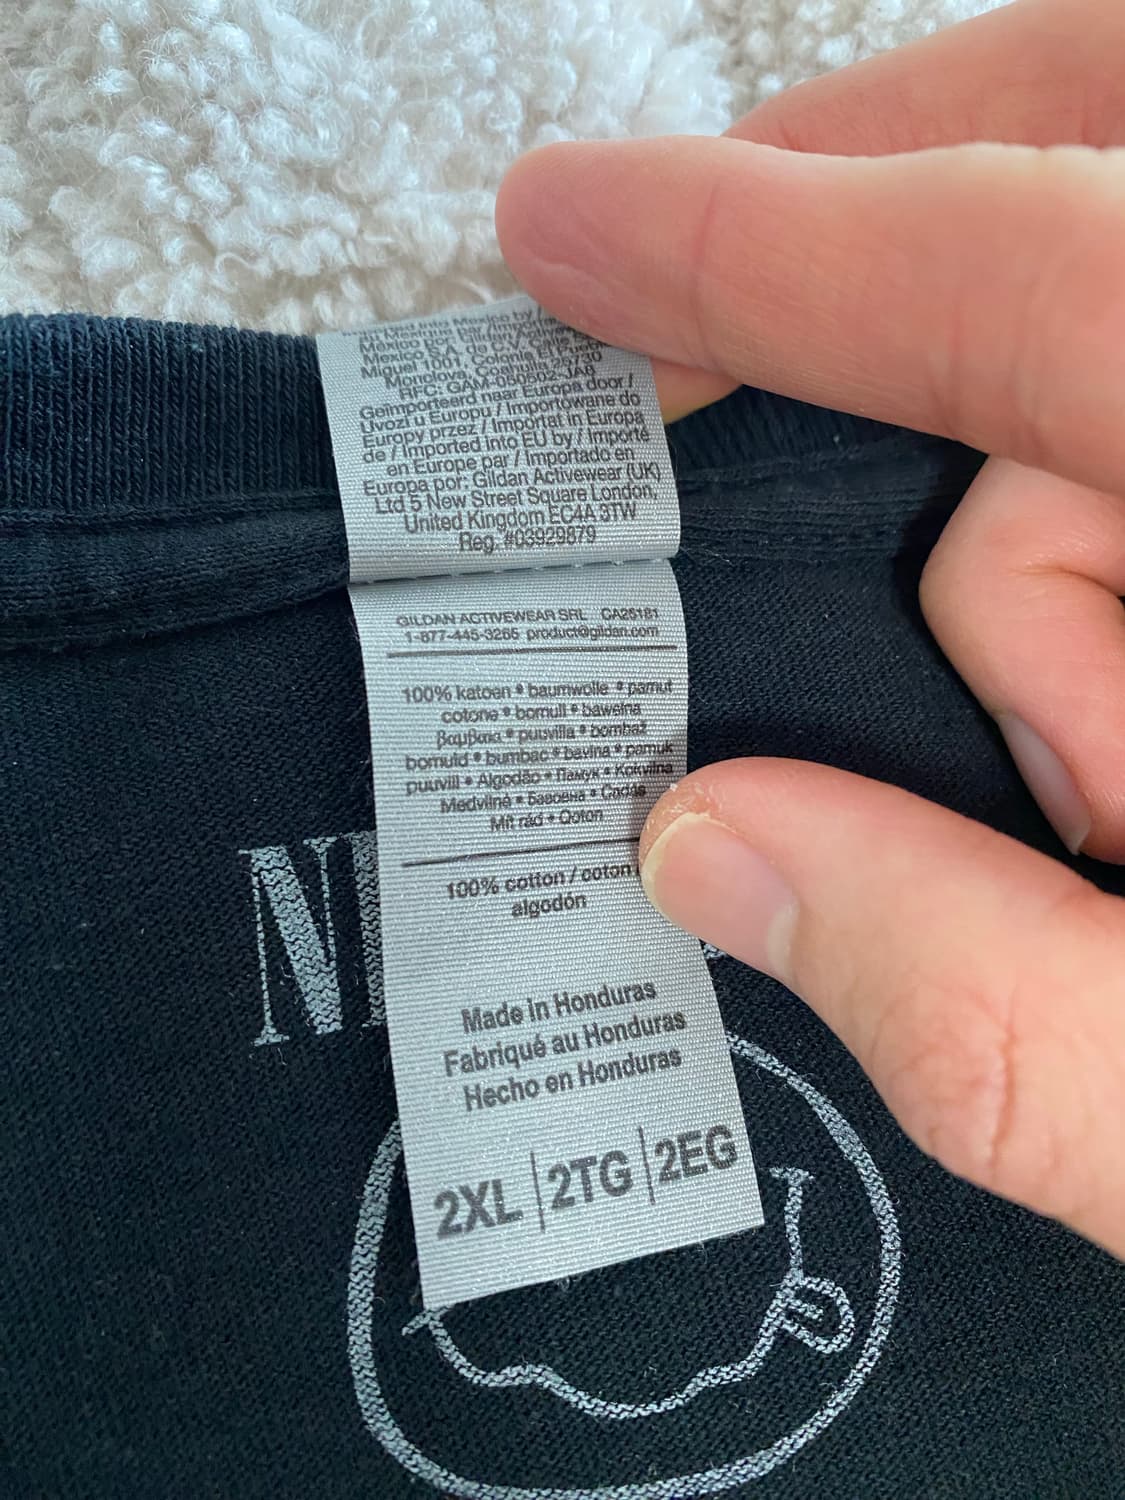 Mexico S.A. de C.V. Calle
Miguel 1001, Colonia El Pueblo
Monclova, Coahuila 25730
RFC: GAM-050502-JA8
Geïmporteerd naar Europa door /
Uvozi u Europu / Importowane do
Europy przez / Importat in Europa
de / Imported into EU by / Importé
en Europe par / Importado en
Europa por: Gildan Activewear (UK)
Ltd 5 New Street Square London,
United Kingdom EC4A 3TW
Reg. #03929879
GILDAN ACTIVEWEAR SRL CA25181
1-877-445-3265 product@gildan.com
100% katoen • baumwolle • pamut
cotone • bomull • bawełna
βαμβακι • puuvilla • bombaž
bomuld • bumbac • bavlna • pamuk
puuvill • Algodão • Памук • Kokvilna
Medvilnė • бавовна • Cadás
Mit rád • Qoton
100% cotton / coton
algodón
NI
Made in Honduras
Fabriqué au Honduras
Hecho en Honduras
2XL | 2TG | 2EG